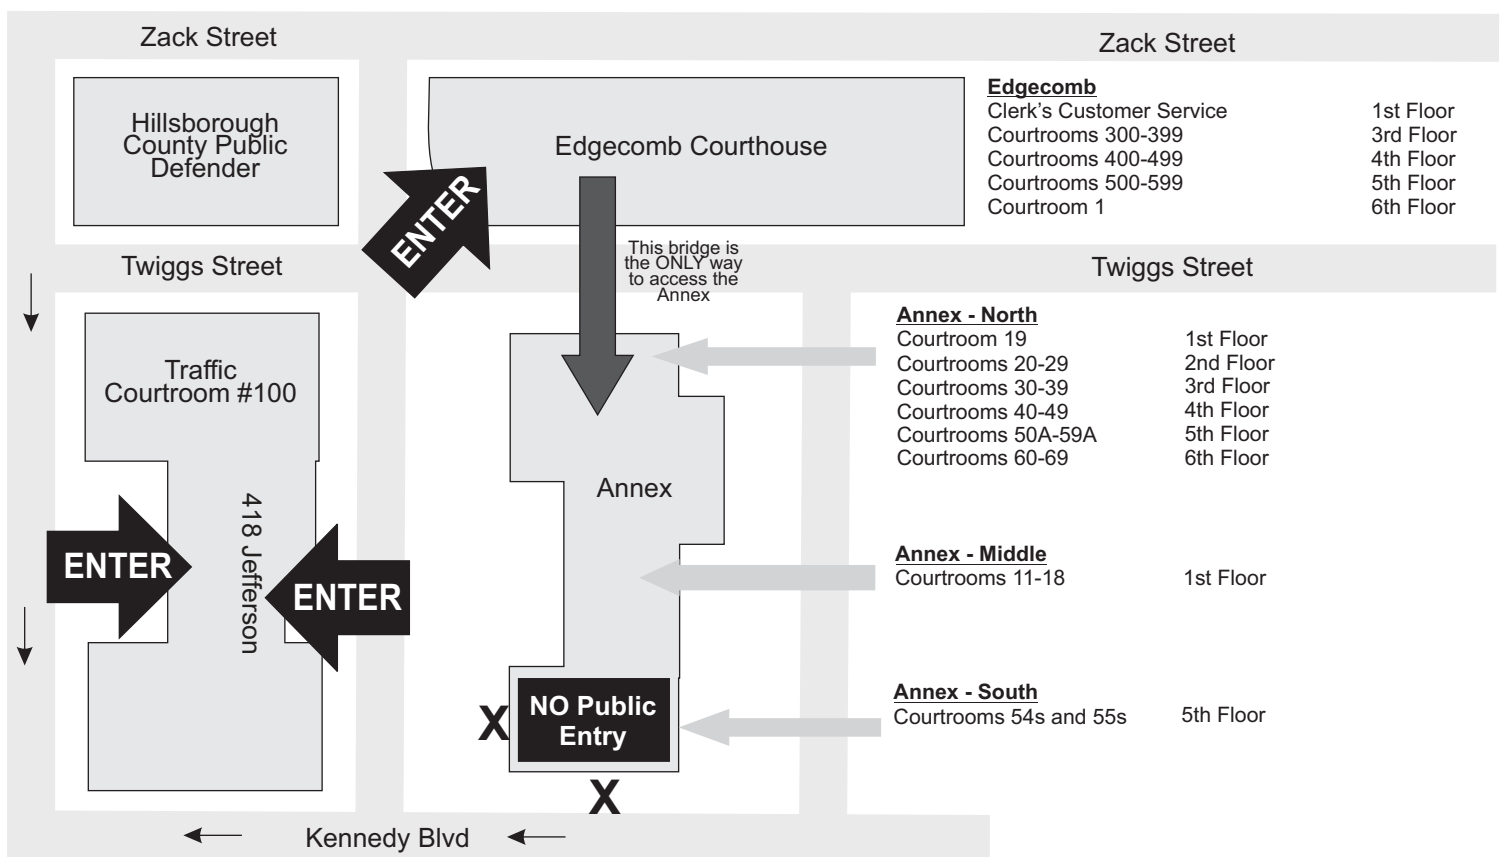 Zack Street
Zack Street
Hillsborough
County Public
Defender
Edgecomb Courthouse
Edgecomb
Clerk's Customer Service 1st Floor
Courtrooms 300-399 3rd Floor
Courtrooms 400-499 4th Floor
Courtrooms 500-599 5th Floor
Courtroom 1 6th Floor
ENTER
This bridge is
the ONLY way
to access the
Annex
Twiggs Street
Twiggs Street
Traffic
Courtroom #100
418 Jefferson
ENTER
ENTER
Annex
Annex - North
Courtroom 19 1st Floor
Courtrooms 20-29 2nd Floor
Courtrooms 30-39 3rd Floor
Courtrooms 40-49 4th Floor
Courtrooms 50A-59A 5th Floor
Courtrooms 60-69 6th Floor
Annex - Middle
Courtrooms 11-18 1st Floor
Annex - South
Courtrooms 54s and 55s 5th Floor
X
NO Public
Entry
X
Kennedy Blvd